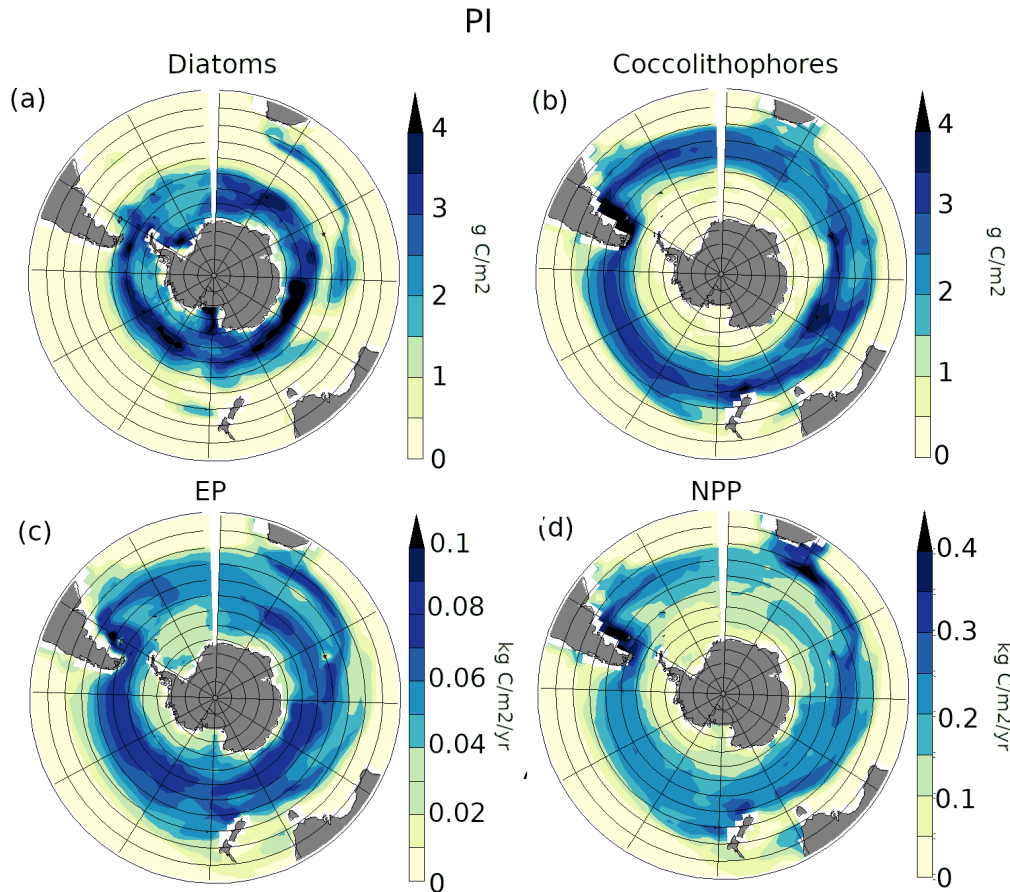 PI
Diatoms
Coccolithophores
(a)
(b)
4
3
2
1
0
g C/m2
4
3
2
1
0
g C/m2
EP
NPP
(c)
(d)
0.1
0.08
0.06
0.04
0.02
0
kg C/m2/yr
0.4
0.3
0.2
0.1
0
kg C/m2/yr